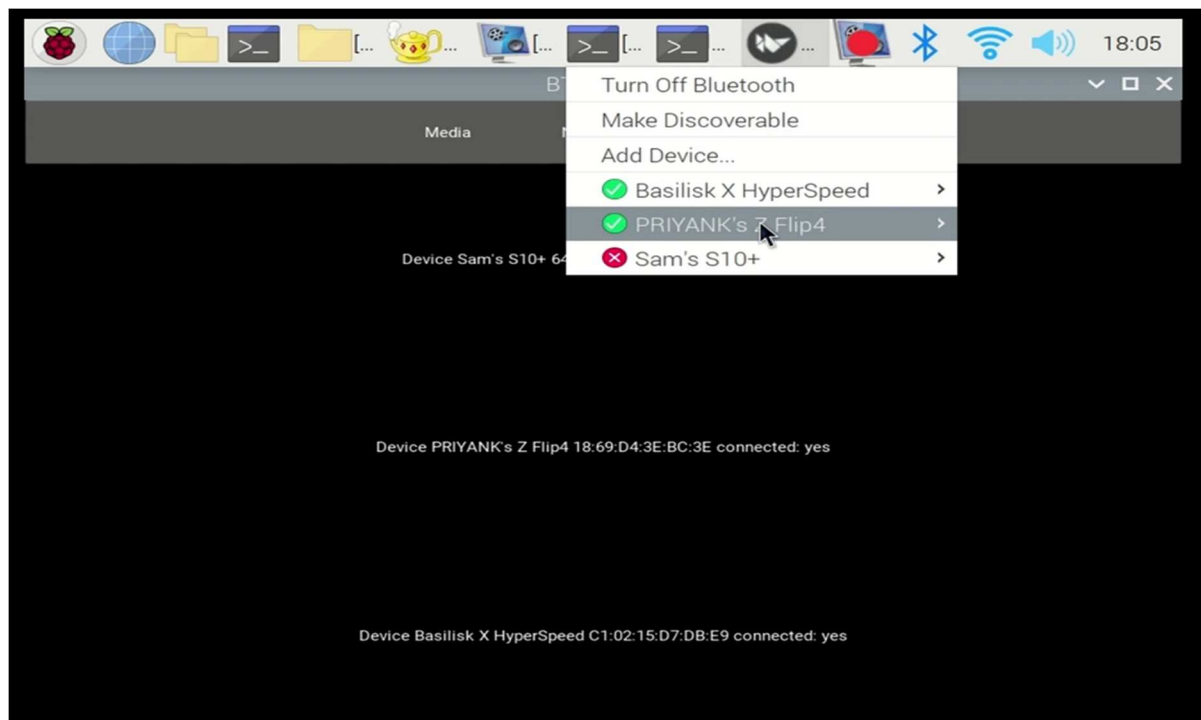 >_ [... ... [... >_ [... >_ ... ... 18:05
BT
Turn Off Bluetooth
Media
Make Discoverable
Add Device...
Basilisk X HyperSpeed
PRIYANK's Z Flip4
Device Sam's S10+ 64
Sam's S10+
Device PRIYANK's Z Flip4 18:69:D4:3E:BC:3E connected: yes
Device Basilisk X HyperSpeed C1:02:15:D7:DB:E9 connected: yes